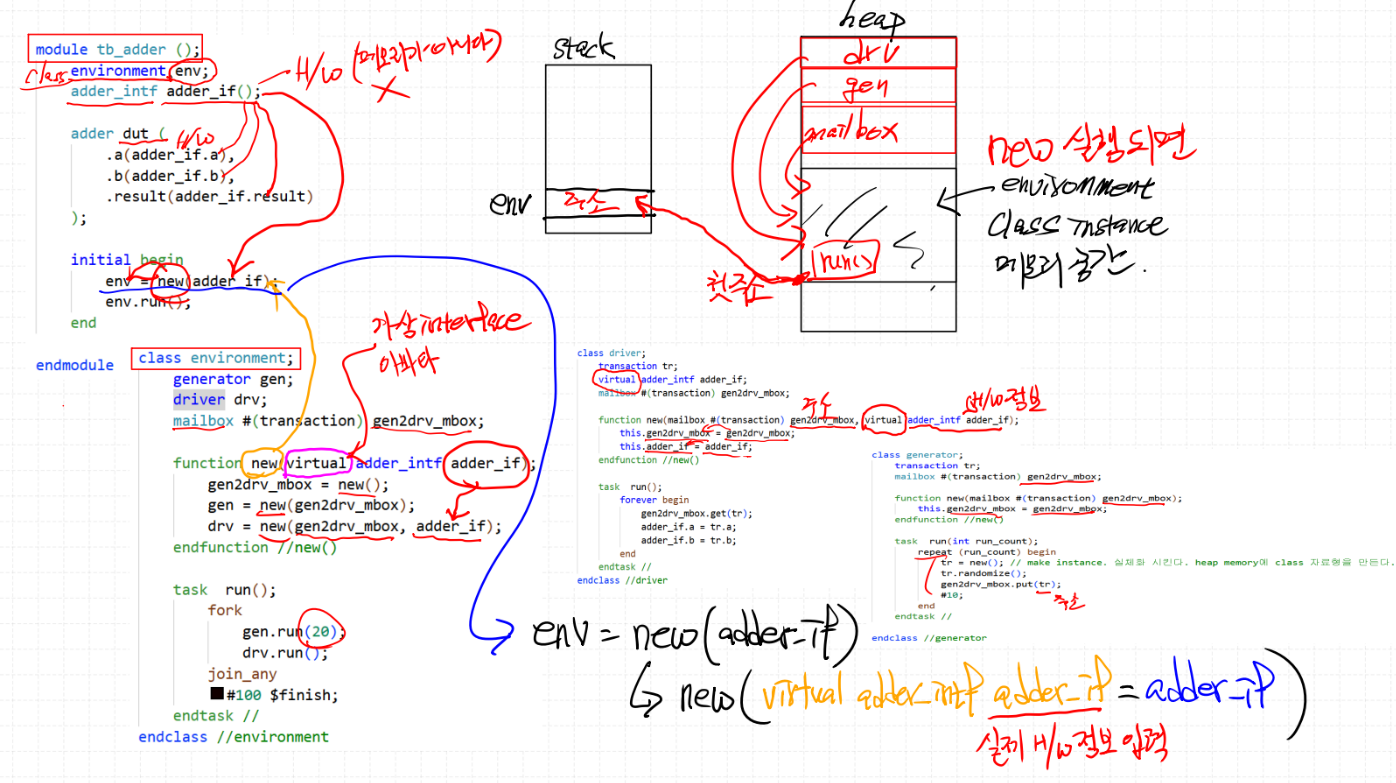 heap
stack
drv
gen
mailbox
env
주소
run()
첫주소
new 실행되면
environment
class instance
메모리 공간.
module tb_adder ();
class
environment env;
adder_intf adder_if();
H/W (메모리가 아니다)
X
adder dut (
H/W
.a(adder_if.a),
.b(adder_if.b),
.result(adder_if.result)
);
initial begin
env = new(adder_if);
env.run();
end
endmodule
가상 interface
아바타
class environment;
generator gen;
driver drv;
mailbox #(transaction) gen2drv_mbox;
function new(virtual adder_intf adder_if);
gen2drv_mbox = new();
gen = new(gen2drv_mbox);
drv = new(gen2drv_mbox, adder_if);
endfunction //new()
task run();
fork
gen.run(20);
drv.run();
join_any
#100 $finish;
endtask //
endclass //environment
class driver;
transaction tr;
virtual adder_intf adder_if;
mailbox #(transaction) gen2drv_mbox;
주소
H/W정보
function new(mailbox #(transaction) gen2drv_mbox, virtual adder_intf adder_if);
this.gen2drv_mbox = gen2drv_mbox;
this.adder_if = adder_if;
endfunction //new()
task run();
forever begin
gen2drv_mbox.get(tr);
adder_if.a = tr.a;
adder_if.b = tr.b;
end
endtask //
endclass //driver
class generator;
transaction tr;
mailbox #(transaction) gen2drv_mbox;
function new(mailbox #(transaction) gen2drv_mbox);
this.gen2drv_mbox = gen2drv_mbox;
endfunction //new()
task run(int run_count);
repeat (run_count) begin
tr = new(); // make instance. 실체화 시킨다. heap memory에 class 자료형을 만든다.
tr.randomize();
gen2drv_mbox.put(tr);
주소
#10;
end
endtask //
endclass //generator
env = new(adder_if)
new(virtual adder_intf adder_if = adder_if)
실제 H/W 정보 입력